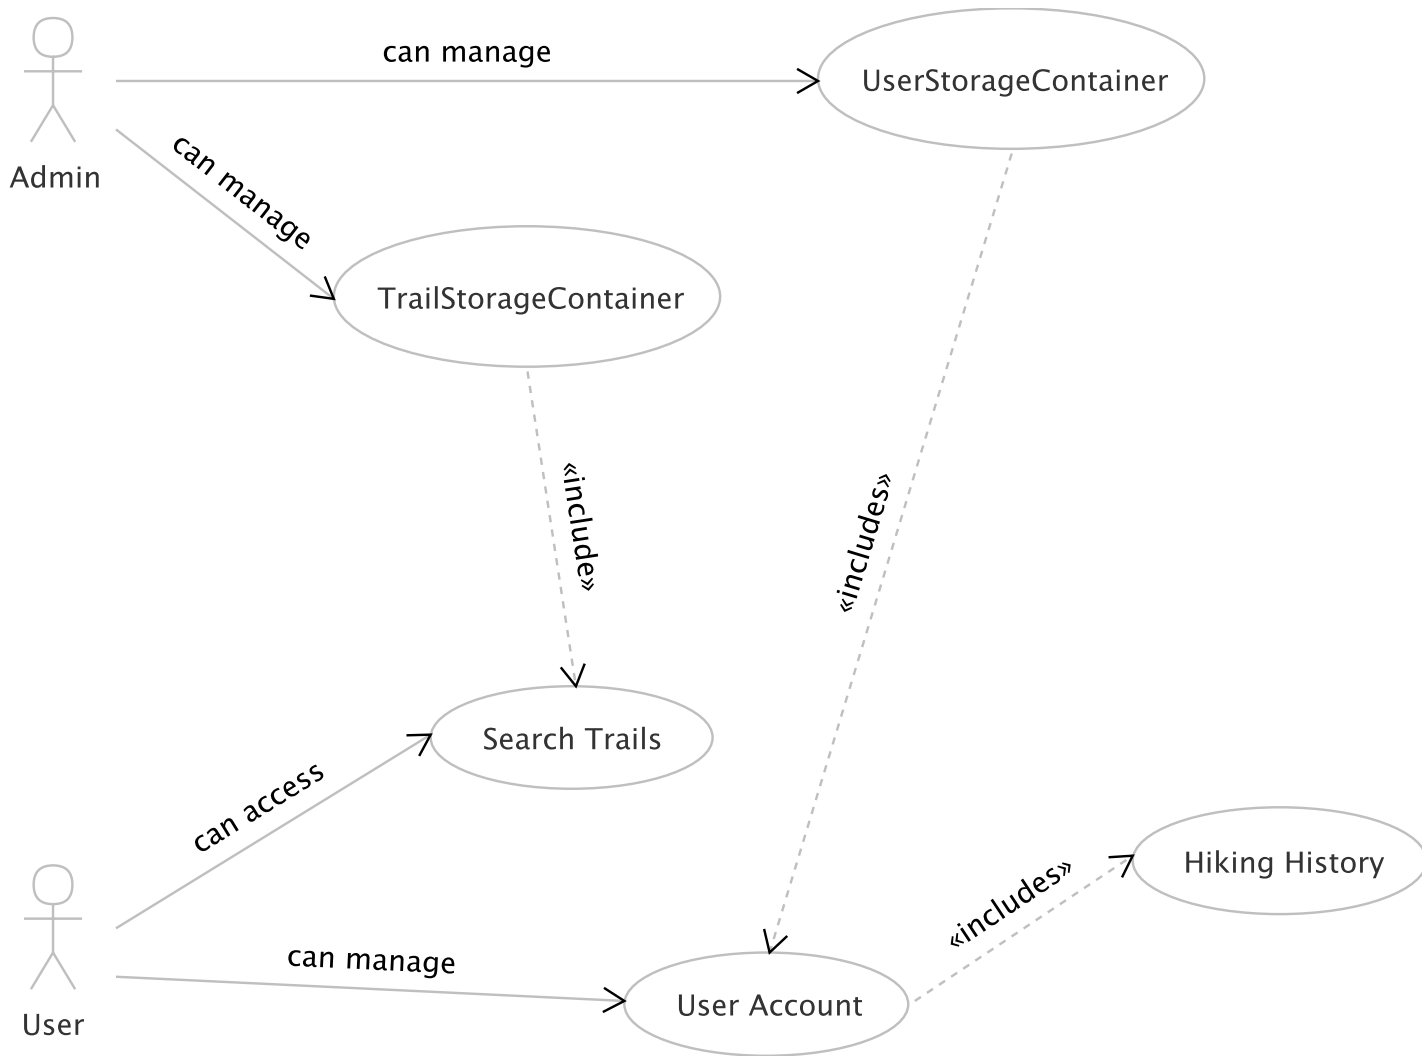 can manage
UserStorageContainer
Admin
can manage
TrailStorageContainer
«include»
«includes»
Search Trails
can access
«includes»
Hiking History
can manage
User Account
User